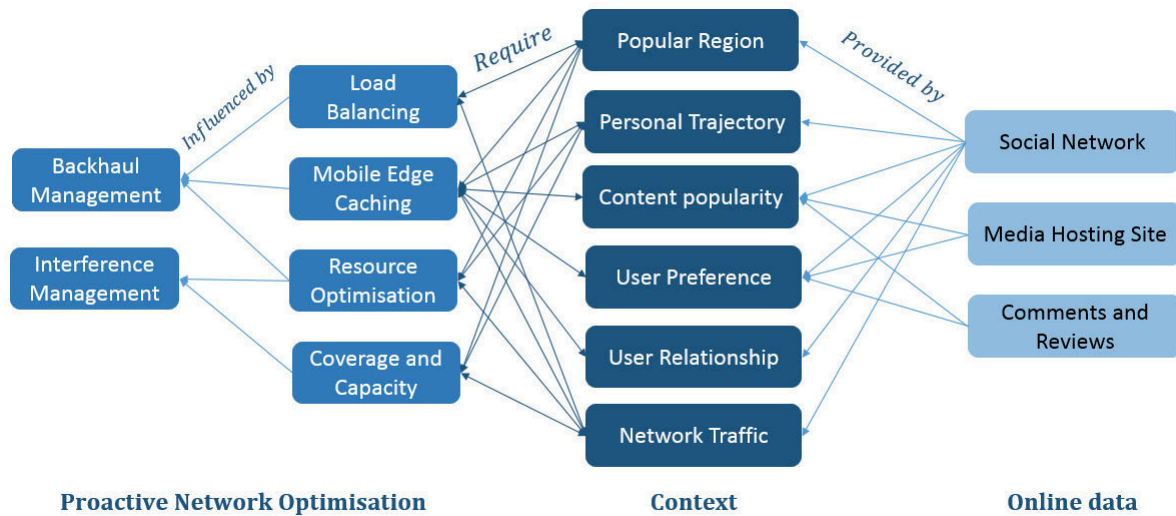 Influenced by
Require
Provided by
Backhaul
Management
Interference
Management
Load
Balancing
Mobile Edge
Caching
Resource
Optimisation
Coverage and
Capacity
Popular Region
Personal Trajectory
Content popularity
User Preference
User Relationship
Network Traffic
Social Network
Media Hosting Site
Comments and
Reviews
Proactive Network Optimisation
Context
Online data